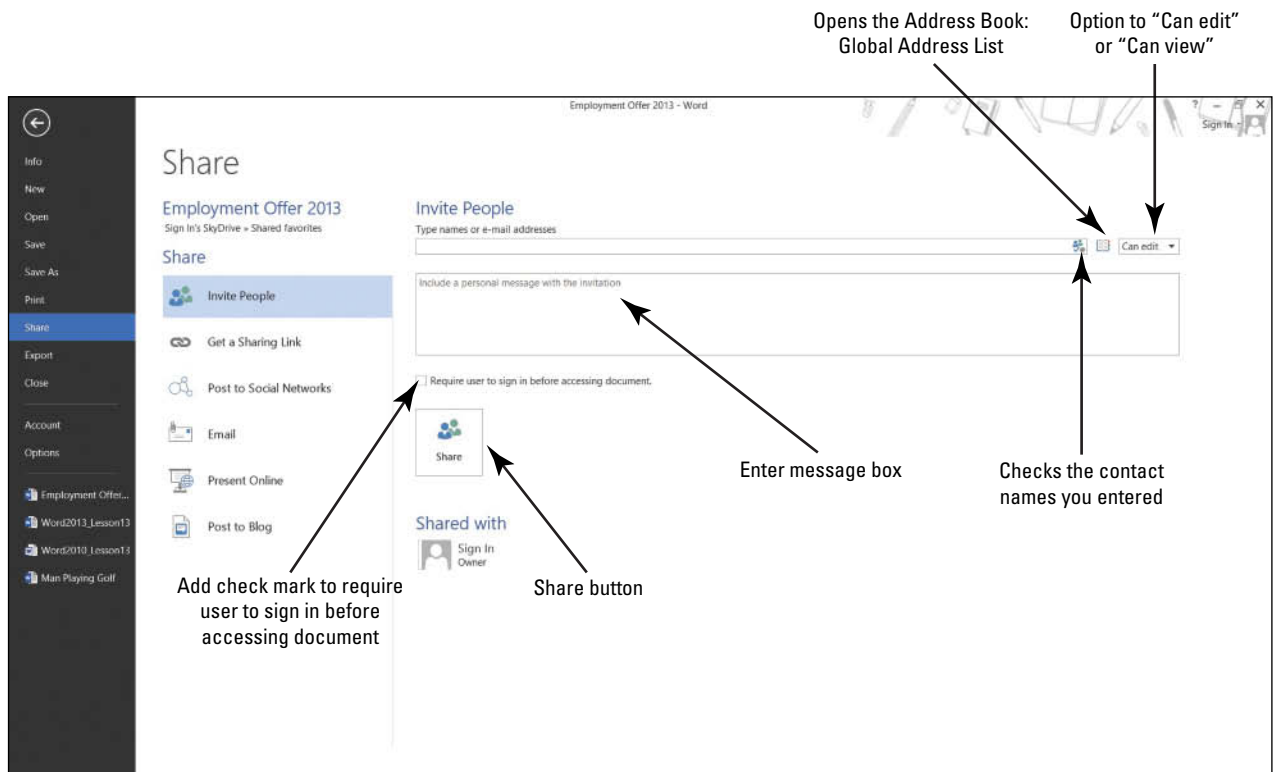 Opens the Address Book:
Global Address List
Option to “Can edit”
or “Can view”
Employment Offer 2013 - Word
? – X
Sign In
Info
New
Open
Save
Save As
Print
Share
Export
Close
Account
Options
Employment Offer...
Word2013_Lesson13
Word2010_Lesson13
Man Playing Golf
Share
Employment Offer 2013
Sign In's SkyDrive » Shared favorites
Share
Invite People
Get a Sharing Link
Post to Social Networks
Email
Present Online
Post to Blog
Invite People
Type names or e-mail addresses
Can edit
Include a personal message with the invitation
Require user to sign in before accessing document.
Share
Shared with
Sign In
Owner
Enter message box
Checks the contact
names you entered
Add check mark to require
user to sign in before
accessing document
Share button